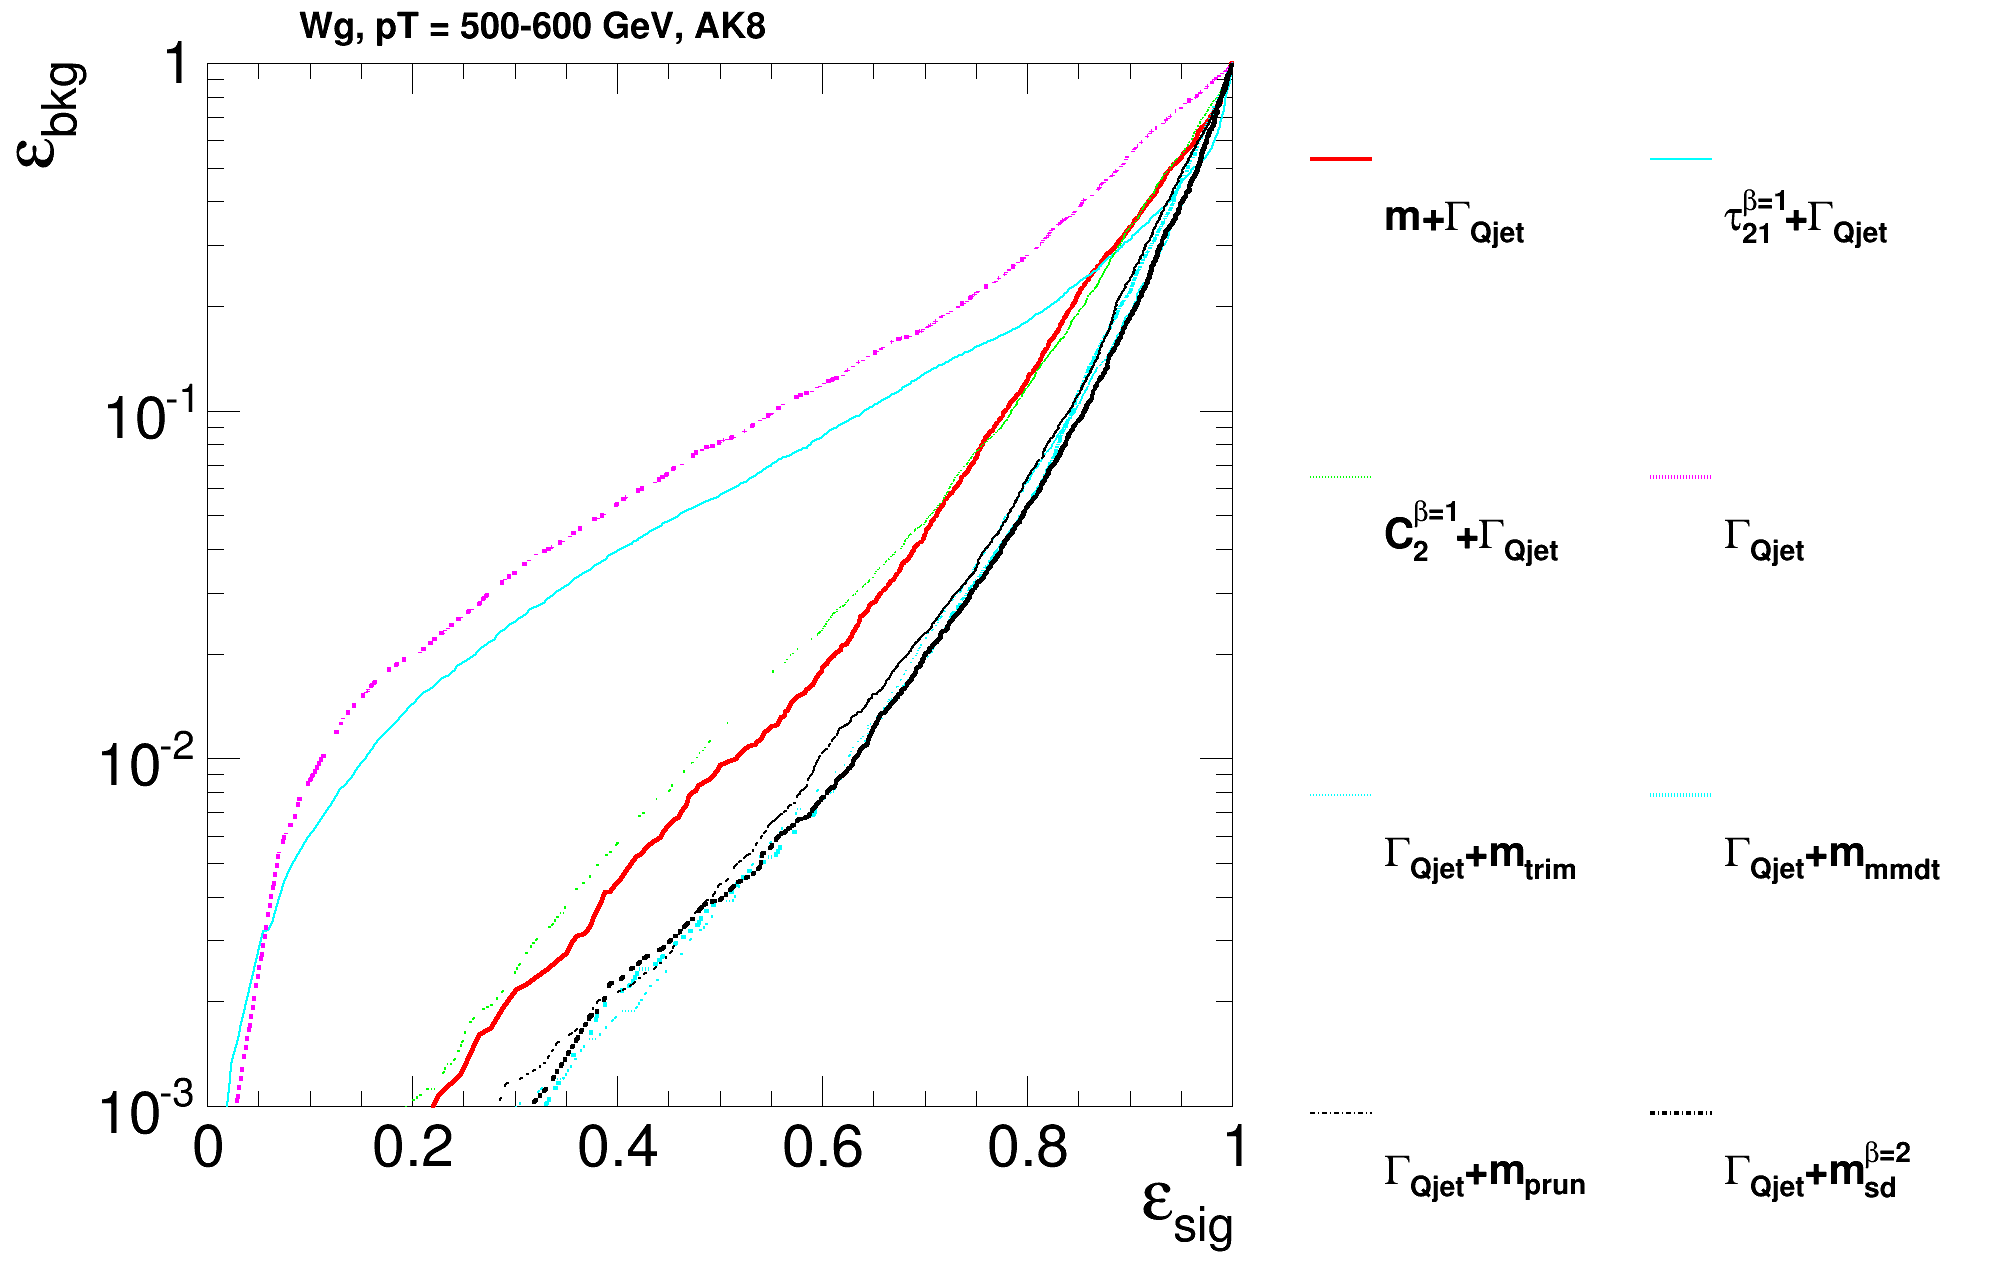 Wg, pT = 500-600 GeV, AK8
ε_bkg
1
10^-1
10^-2
10^-3
0 0.2 0.4 0.6 0.8 1
ε_sig
m+Γ_Qjet
τ_21^β=1+Γ_Qjet
C_2^β=1+Γ_Qjet
Γ_Qjet
Γ_Qjet+m_trim
Γ_Qjet+m_mmdt
Γ_Qjet+m_prun
Γ_Qjet+m_sd^β=2